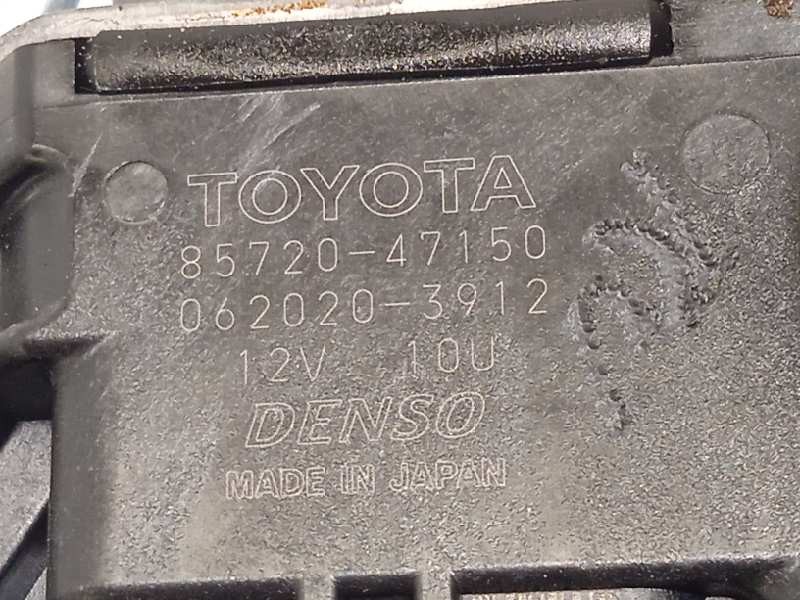 TOYOTA
85720-47150
062020-3912
12V 10U
DENSO
MADE IN JAPAN